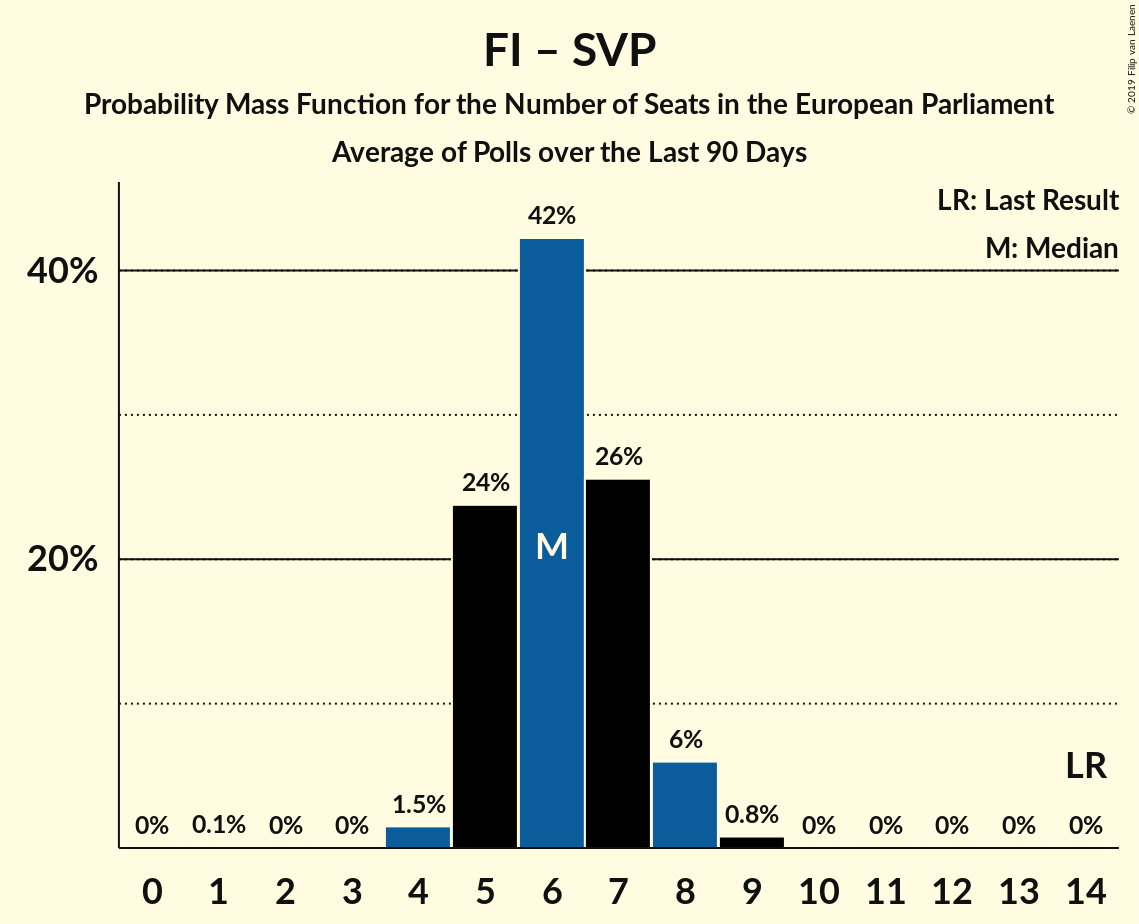 FI – SVP
Probability Mass Function for the Number of Seats in the European Parliament
Average of Polls over the Last 90 Days
© 2019 Filip van Laenen
LR: Last Result
M: Median
42%
40%
26%
24%
M
20%
6%
LR
1.5%
0.8%
0% 0.1% 0% 0% 0% 0% 0% 0% 0%
0 1 2 3 4 5 6 7 8 9 10 11 12 13 14